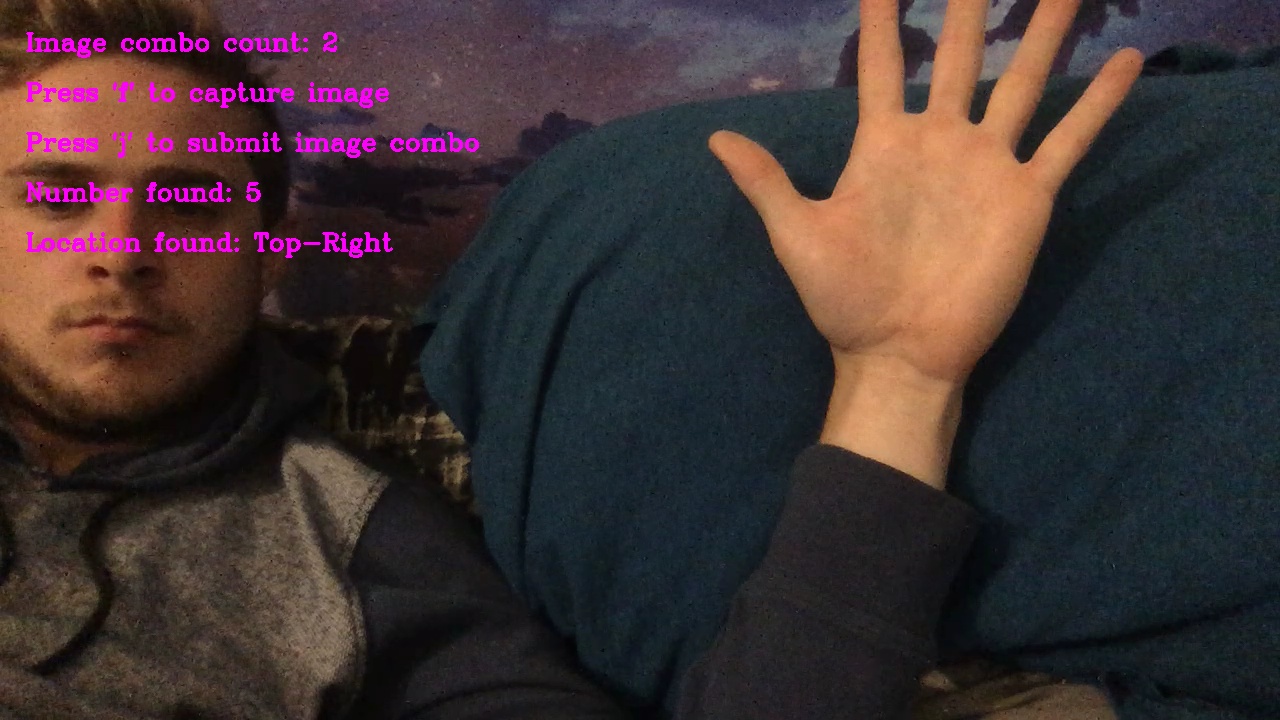 Image combo count: 2
Press 'f' to capture image
Press 'j' to submit image combo
Number found: 5
Location found: Top-Right